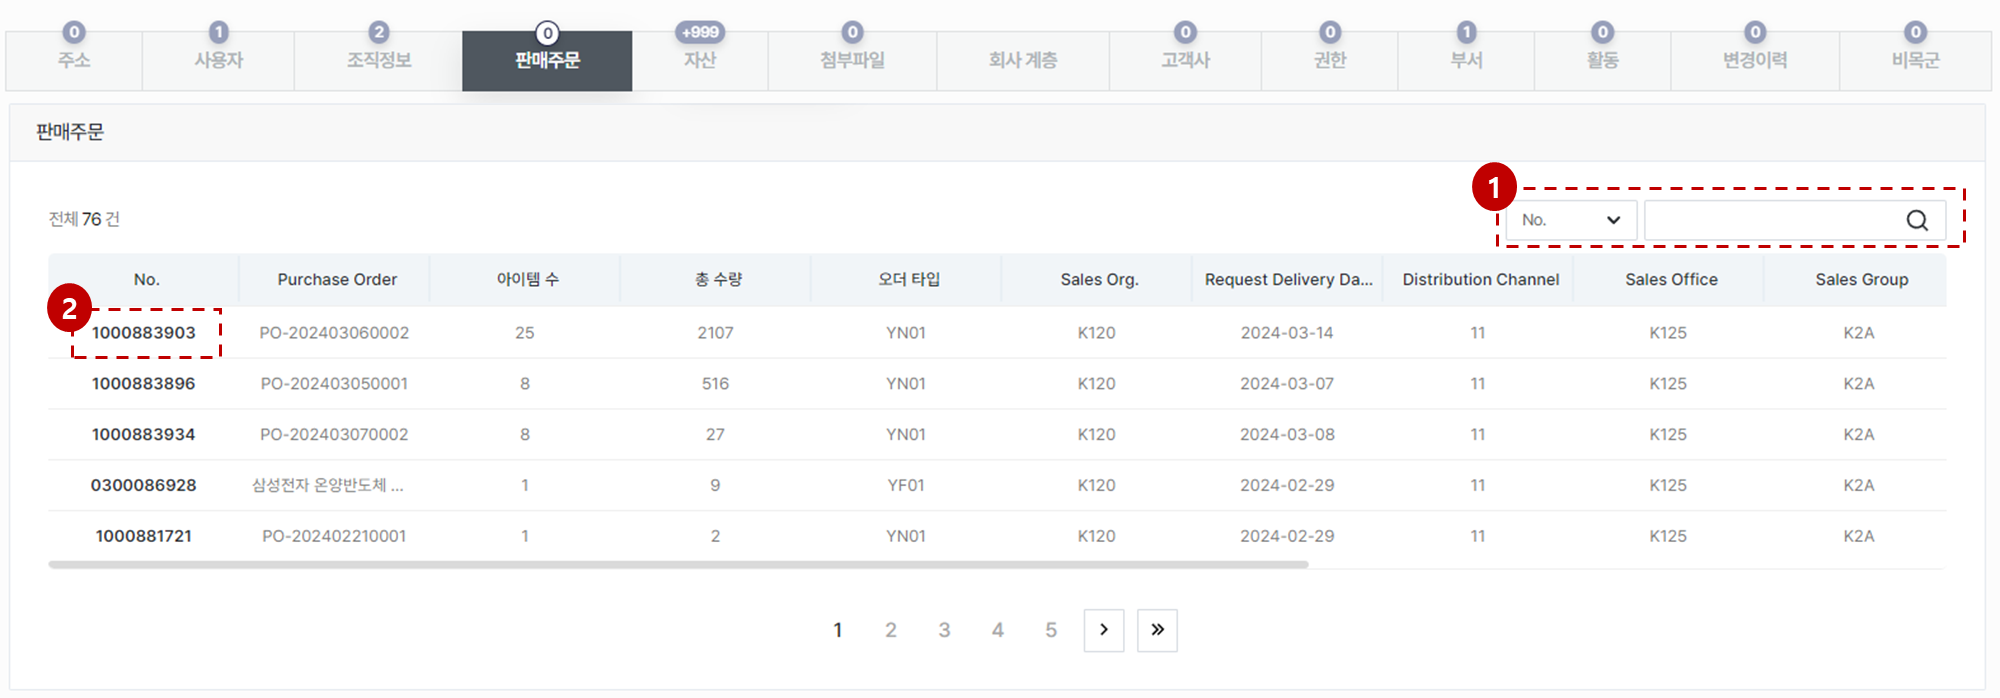 0 1 2 0 +999 0 0 0 1 0 0 0
주소 사용자 조직정보 판매주문 자산 첨부파일 회사 계층 고객사 권한 부서 활동 변경이력 비목군
판매주문
1
전체 76 건 No.
No. Purchase Order 아이템 수 총 수량 오더 타입 Sales Org. Request Delivery Da... Distribution Channel Sales Office Sales Group
2
1000883903 PO-202403060002 25 2107 YN01 K120 2024-03-14 11 K125 K2A
1000883896 PO-202403050001 8 516 YN01 K120 2024-03-07 11 K125 K2A
1000883934 PO-202403070002 8 27 YN01 K120 2024-03-08 11 K125 K2A
0300086928 삼성전자 온양반도체 ... 1 9 YF01 K120 2024-02-29 11 K125 K2A
1000881721 PO-202402210001 1 2 YN01 K120 2024-02-29 11 K125 K2A
1 2 3 4 5